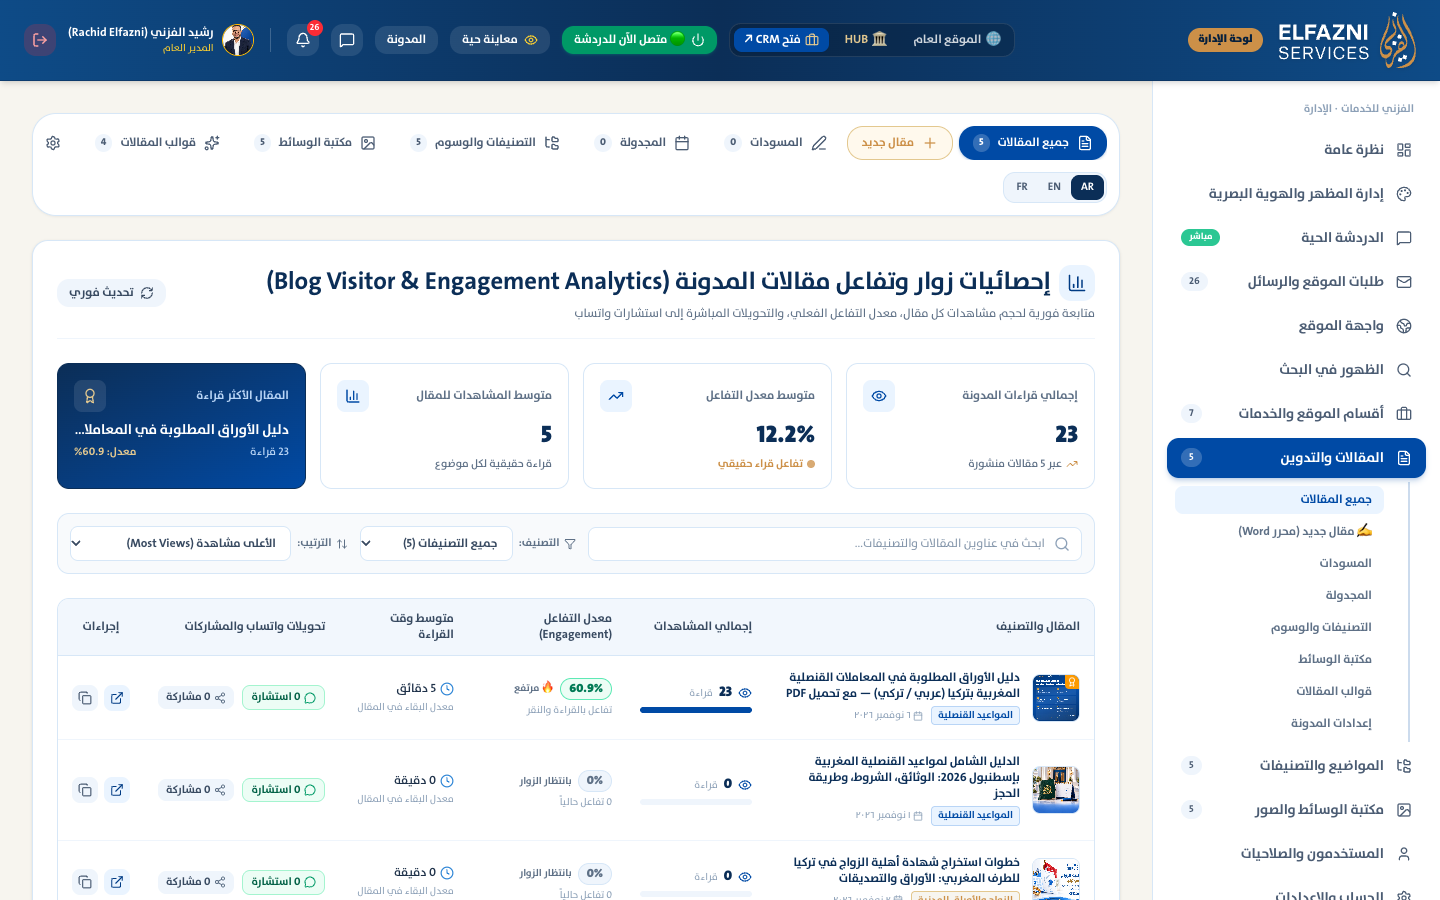 ELFAZNI
SERVICES
لوحة الإدارة
الموقع العام
HUB
فتح CRM ↗
متصل الآن للدردشة
معاينة حية
المدونة
26
رشيد الفزني (Rachid Elfazni)
المدير العام
الفزني للخدمات · الإدارة
نظرة عامة
إدارة المظهر والهوية البصرية
الدردشة الحية
مباشر
طلبات الموقع والرسائل
26
واجهة الموقع
الظهور في البحث
أقسام الموقع والخدمات
7
المقالات والتدوين
5
جميع المقالات
✍️ مقال جديد (محرر Word)
المسودات
المجدولة
التصنيفات والوسوم
مكتبة الوسائط
قوالب المقالات
إعدادات المدونة
المواضيع والتصنيفات
5
مكتبة الوسائط والصور
5
المستخدمون والصلاحيات
الحساب والإعدادات
جميع المقالات 5
مقال جديد
المسودات 0
المجدولة 0
التصنيفات والوسوم 5
مكتبة الوسائط 5
قوالب المقالات 4
AR EN FR
إحصائيات زوار وتفاعل مقالات المدونة (Blog Visitor & Engagement Analytics)
متابعة فورية لحجم مشاهدات كل مقال، معدل التفاعل الفعلي، والتحويلات المباشرة إلى استشارات واتساب
تحديث فوري
إجمالي قراءات المدونة
23
عبر 5 مقالات منشورة
متوسط معدل التفاعل
12.2%
تفاعل قراء حقيقي
متوسط المشاهدات للمقال
5
قراءة حقيقية لكل موضوع
المقال الأكثر قراءة
دليل الأوراق المطلوبة في المعاملا...
23 قراءة
معدل: 60.9%
ابحث في عناوين المقالات والتصنيفات...
التصنيف:
جميع التصنيفات (5)
الترتيب:
الأعلى مشاهدة (Most Views)
المقال والتصنيف
إجمالي المشاهدات
معدل التفاعل
(Engagement)
متوسط وقت
القراءة
تحويلات واتساب والمشاركات
إجراءات
دليل الأوراق المطلوبة في المعاملات القنصلية
المغربية بتركيا (عربي / تركي) — مع تحميل PDF
المواعيد القنصلية
٦ نوفمبر ٢٠٢٦
23 قراءة
60.9% 🔥 مرتفع
تفاعل بالقراءة والنقر
5 دقائق
معدل البقاء في المقال
0 استشارة
0 مشاركة
الدليل الشامل لمواعيد القنصلية المغربية
بإسطنبول 2026: الوثائق، الشروط، وطريقة
الحجز
المواعيد القنصلية
١ نوفمبر ٢٠٢٦
0 قراءة
0% بانتظار الزوار
0 تفاعل حالياً
0 دقيقة
معدل البقاء في المقال
0 استشارة
0 مشاركة
خطوات استخراج شهادة أهلية الزواج في تركيا
للطرف المغربي: الأوراق والتصديقات
الزواج والأوراق المدنية
٢ نوفمبر ٢٠٢٦
0 قراءة
0% بانتظار الزوار
0 تفاعل حالياً
0 دقيقة
معدل البقاء في المقال
0 استشارة
0 مشاركة